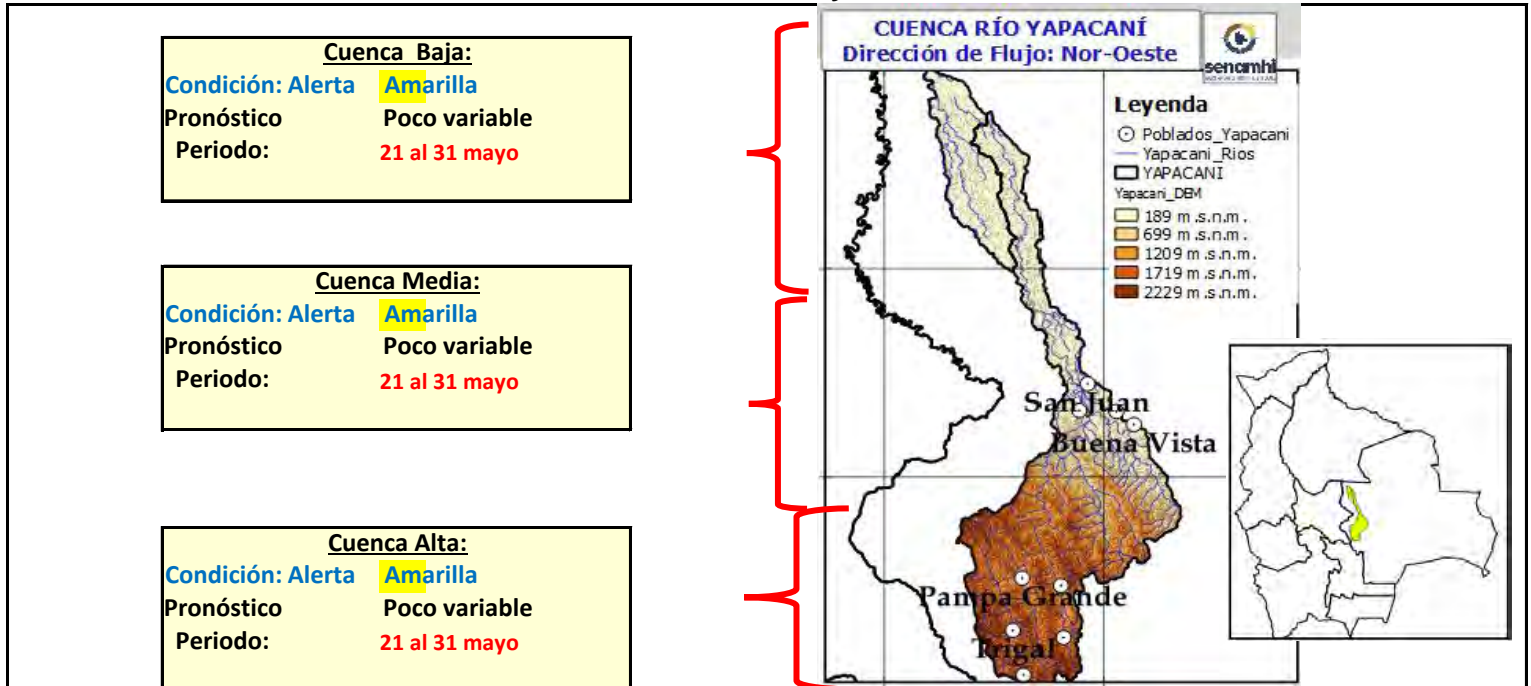 Cuenca Baja:
Condición: Alerta Amarilla
Pronóstico Poco variable
Periodo: 21 al 31 mayo
Cuenca Media:
Condición: Alerta Amarilla
Pronóstico Poco variable
Periodo: 21 al 31 mayo
Cuenca Alta:
Condición: Alerta Amarilla
Pronóstico Poco variable
Periodo: 21 al 31 mayo
CUENCA RÍO YAPACANÍ
Dirección de Flujo: Nor-Oeste
senamhi
Leyenda
Poblados_Yapacani
Yapacani_Rios
YAPACANI
Yapacani_DEM
189 m.s.n.m.
699 m.s.n.m.
1209 m.s.n.m.
1719 m.s.n.m.
2229 m.s.n.m.
San Juan
Buena Vista
Pampa Grande
Trigal